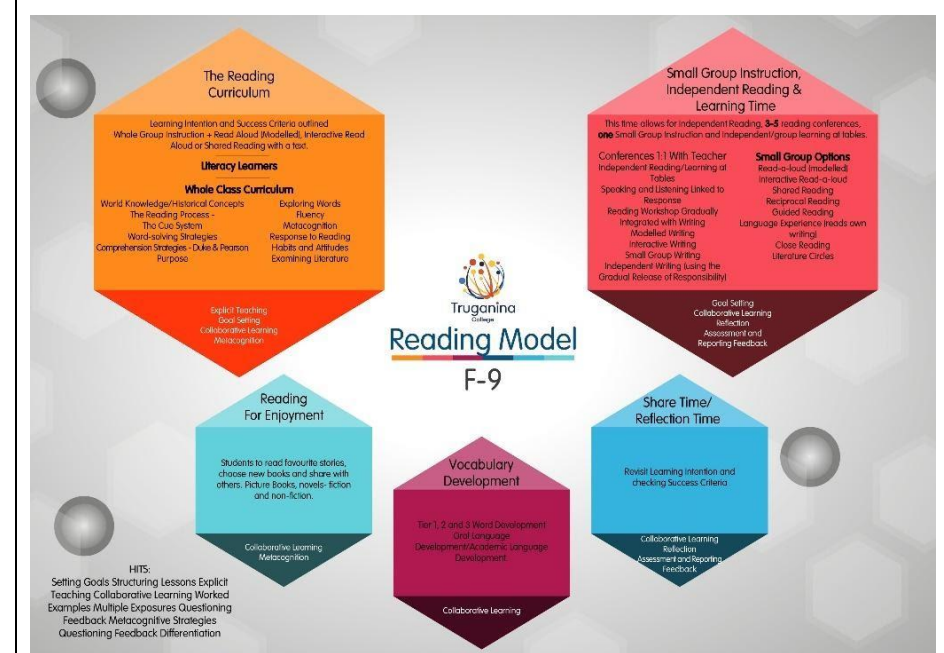 The Reading
Curriculum
Learning Intention and Success Criteria outlined
Whole Group Instruction + Read Aloud (Modelled), Interactive Read
Aloud or Shared Reading with a text.
Literacy Learners
Whole Class Curriculum
World Knowledge/Historical Concepts
The Reading Process -
The Cue System
Word-solving Strategies
Comprehension Strategies - Duke & Pearson
Purpose
Exploring Words
Fluency
Metacognition
Response to Reading
Habits and Attitudes
Examining Literature
Explicit Teaching
Goal Setting
Collaborative Learning
Metacognition
Small Group Instruction,
Independent Reading &
Learning Time
This time allows for Independent Reading, 3-5 reading conferences,
one Small Group Instruction and Independent/group learning at tables.
Conferences 1:1 With Teacher
Independent Reading/Learning at
Tables
Speaking and Listening Linked to
Response
Reading Workshop Gradually
Integrated with Writing
Modelled Writing
Interactive Writing
Small Group Writing
Independent Writing (using the
Gradual Release of Responsibility)
Small Group Options
Read-a-loud (modelled)
Interactive Read-a-loud
Shared Reading
Reciprocal Reading
Guided Reading
Language Experience (reads own
writing)
Close Reading
Literature Circles
Goal Setting
Collaborative Learning
Reflection
Assessment and
Reporting Feedback
Truganina
College
Reading Model
F-9
Reading
For Enjoyment
Students to read favourite stories,
choose new books and share with
others. Picture Books, novels- fiction
and non-fiction.
Collaborative Learning
Metacognition
Vocabulary
Development
Tier 1, 2 and 3 Word Development
Oral Language
Development/Academic Language
Development.
Collaborative Learning
Share Time/
Reflection Time
Revisit Learning Intention and
checking Success Criteria
Collaborative Learning
Reflection
Assessment and Reporting
Feedback
HITS:
Setting Goals Structuring Lessons Explicit
Teaching Collaborative Learning Worked
Examples Multiple Exposures Questioning
Feedback Metacognitive Strategies
Questioning Feedback Differentiation